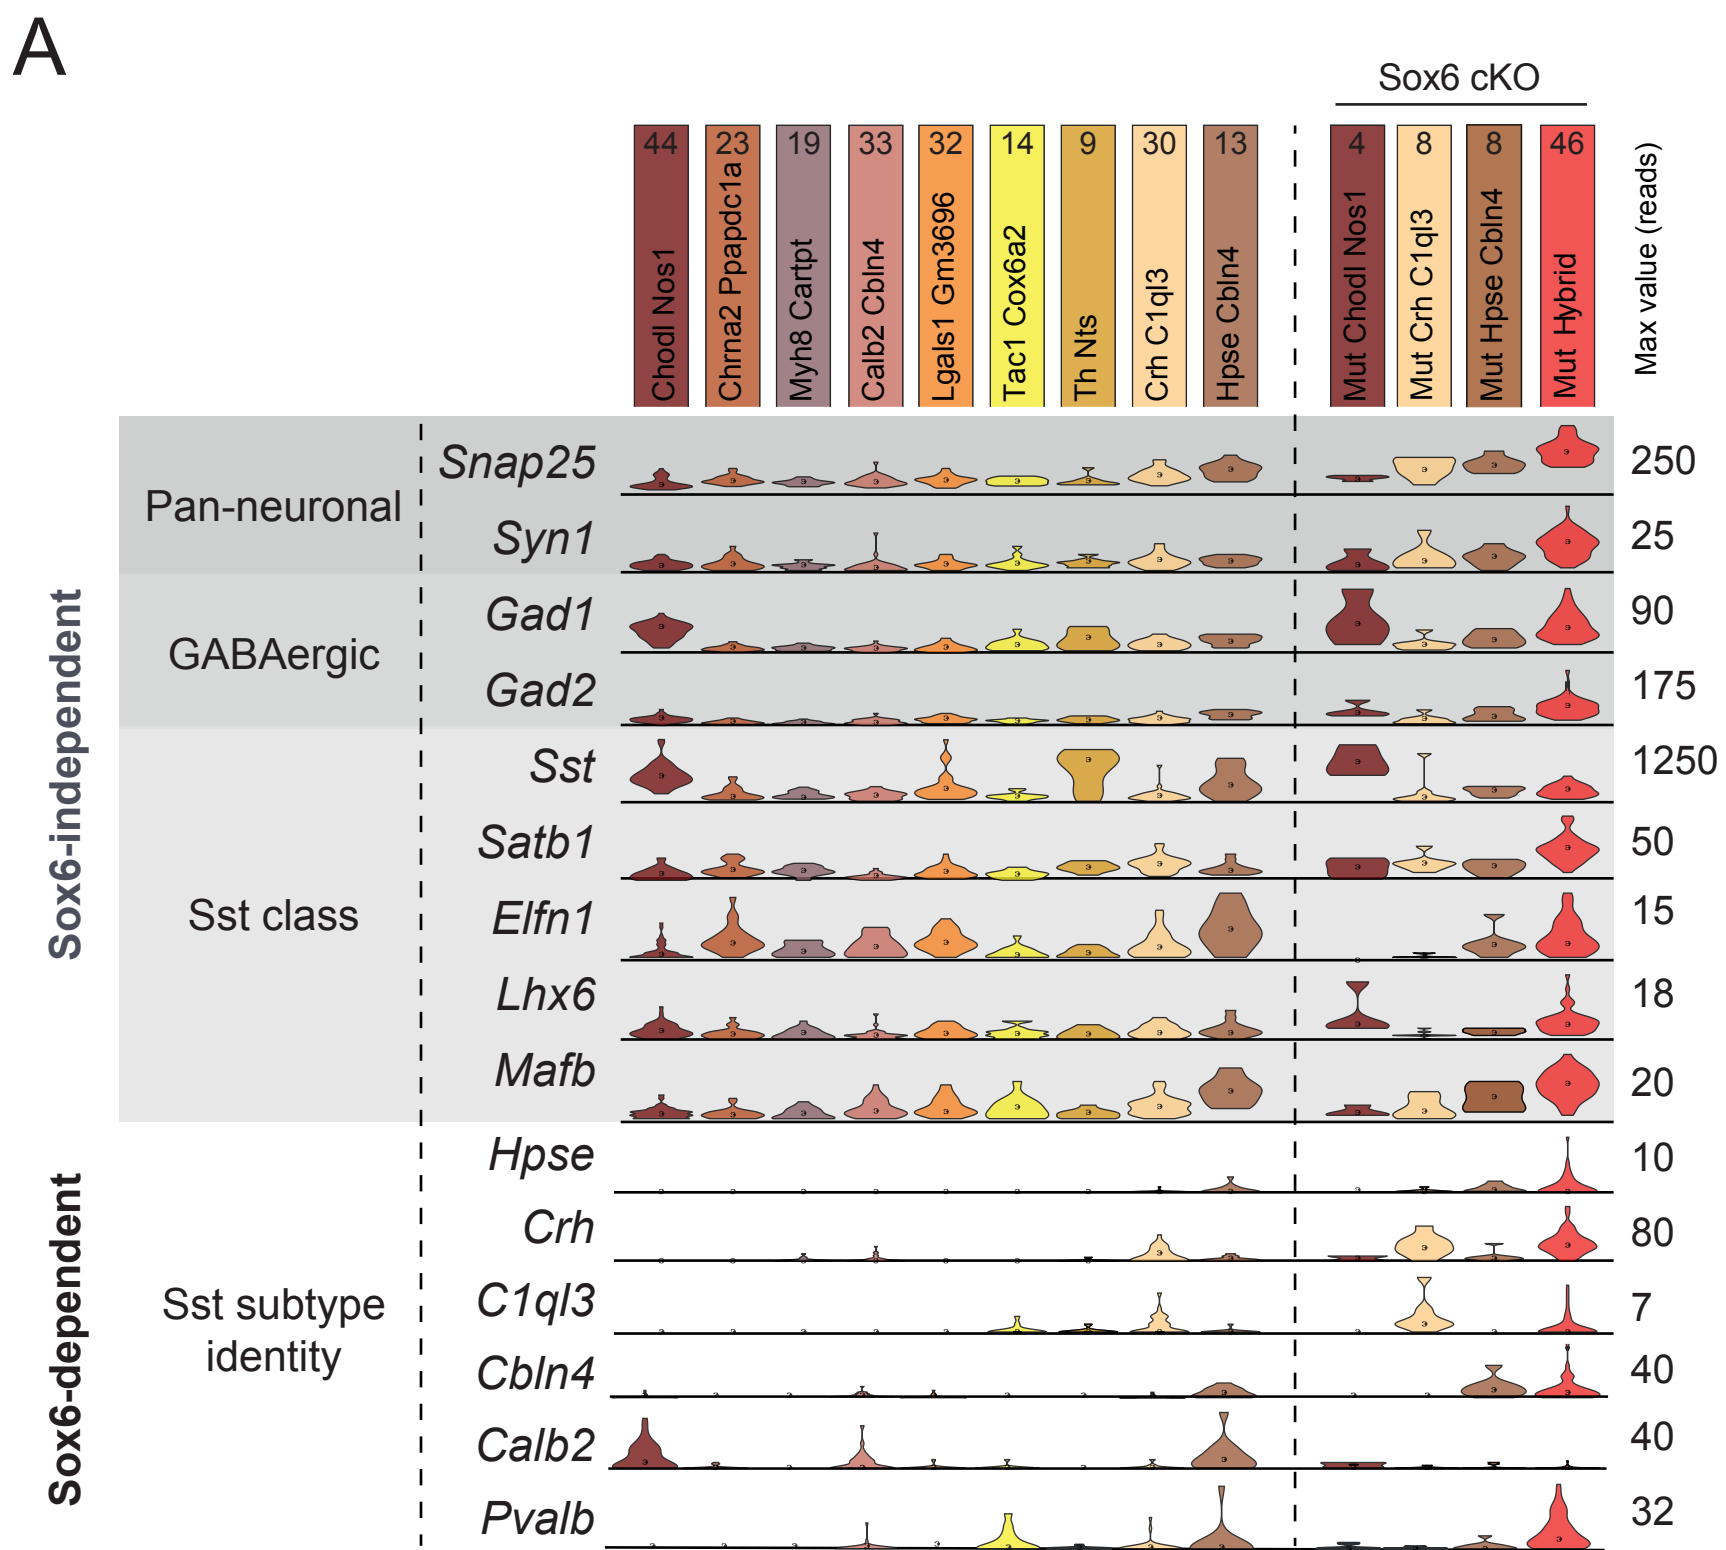 A
Sox6 cKO
44 23 19 33 32 14 9 30 13 4 8 8 46
Chodl Nos1
Chrna2 Ppapdc1a
Myh8 Cartpt
Calb2 Cbln4
Lgals1 Gm3696
Tac1 Cox6a2
Th Nts
Crh C1ql3
Hpse Cbln4
Mut Chodl Nos1
Mut Crh C1ql3
Mut Hpse Cbln4
Mut Hybrid
Max value (reads)
Sox6-independent
Pan-neuronal
Snap25 250
Syn1 25
GABAergic
Gad1 90
Gad2 175
Sst class
Sst 1250
Satb1 50
Elfn1 15
Lhx6 18
Mafb 20
Sox6-dependent
Sst subtype
identity
Hpse 10
Crh 80
C1ql3 7
Cbln4 40
Calb2 40
Pvalb 32